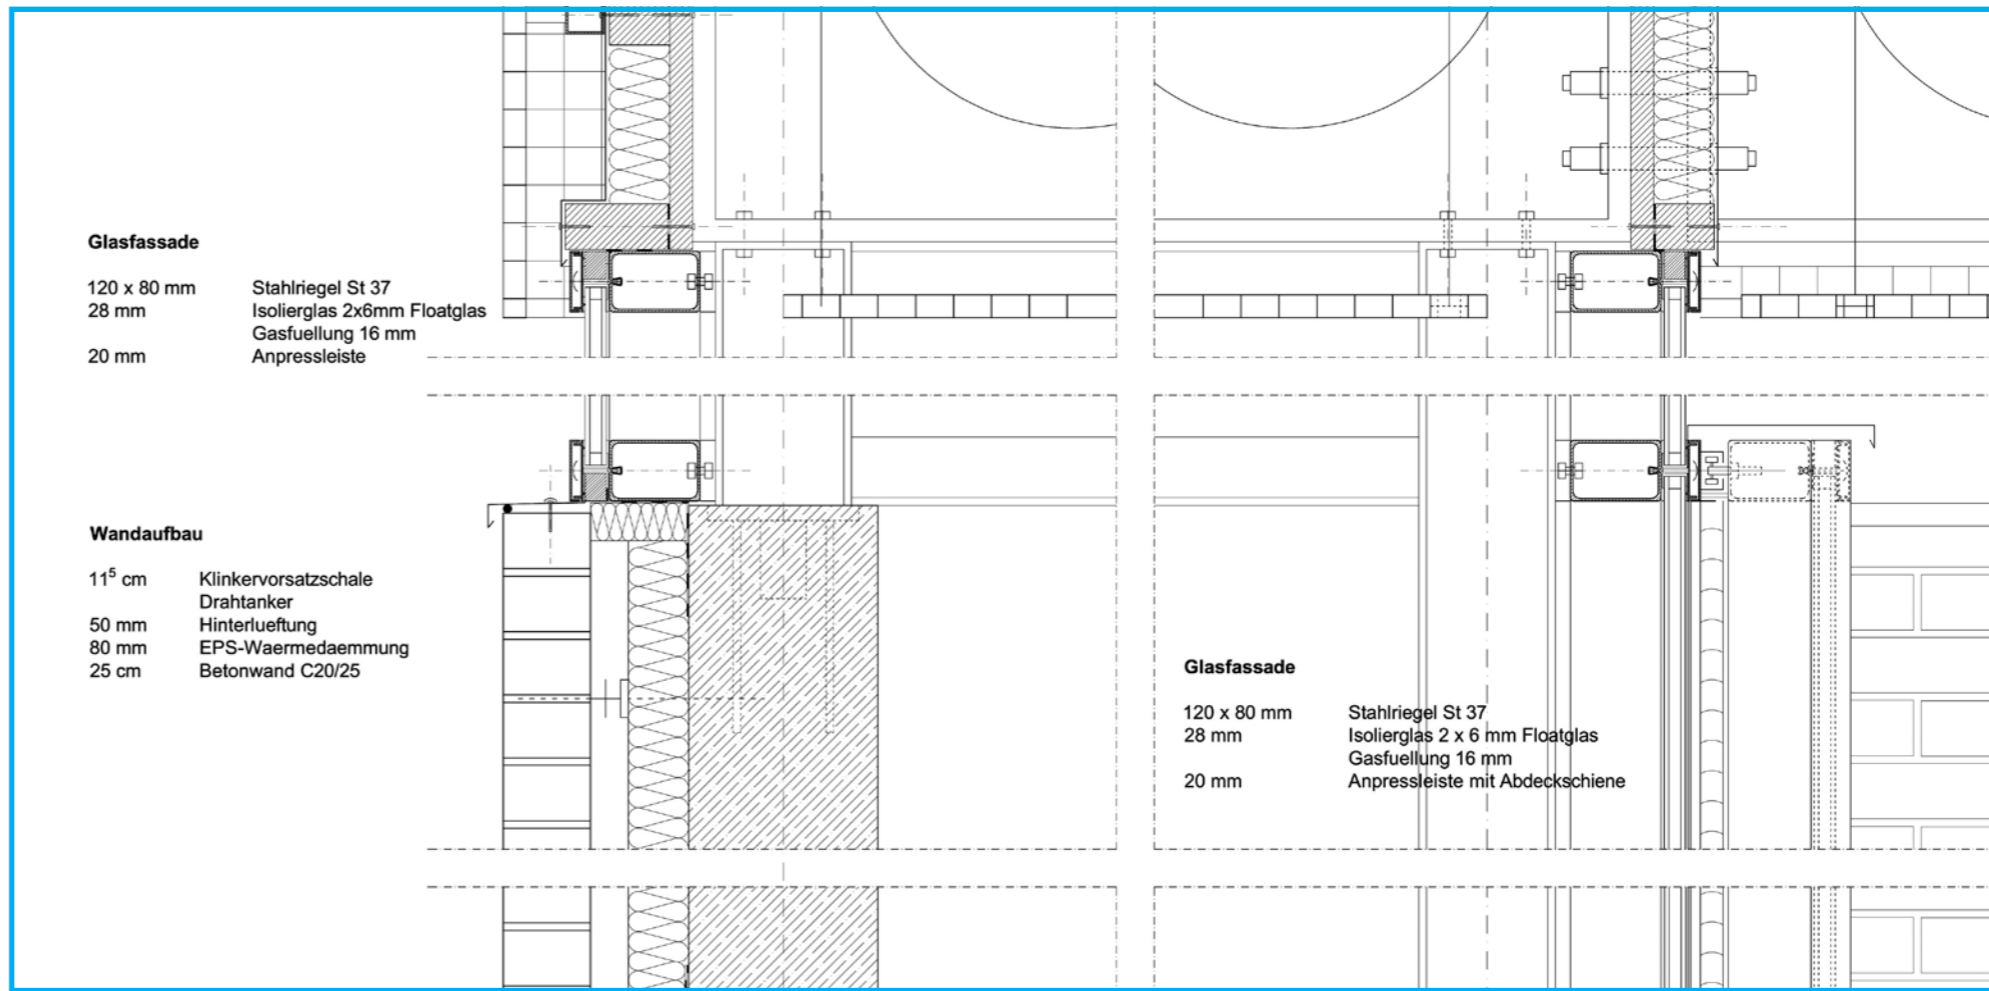 Glasfassade
120 x 80 mm Stahlriegel St 37
28 mm Isolierglas 2x6mm Floatglas
Gasfuellung 16 mm
20 mm Anpressleiste
Wandaufbau
11⁵ cm Klinkervorsatzschale
Drahtanker
50 mm Hinterlueftung
80 mm EPS-Waermedaemmung
25 cm Betonwand C20/25
Glasfassade
120 x 80 mm Stahlriegel St 37
28 mm Isolierglas 2 x 6 mm Floatglas
Gasfuellung 16 mm
20 mm Anpressleiste mit Abdeckschiene